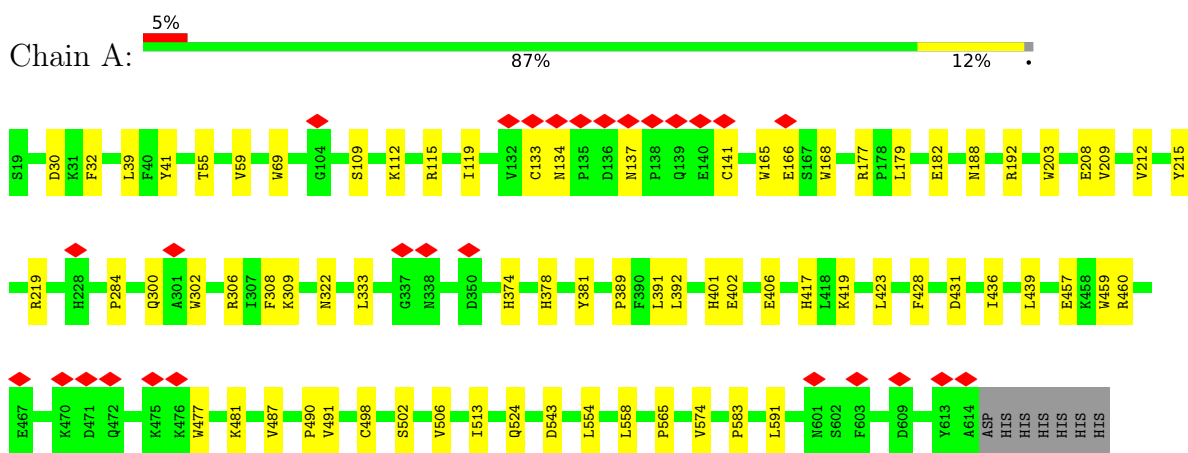 5%
Chain A:
87% 12% •
S19 D30 K31 F32 L39 F40 Y41 T55 V59 W69 G104 S109 K112 R115 I119 V132 C133 N134 P135 D136 N137 P138 Q139 E140 C141 W165 E166 S167 W168 R177 P178 L179 E182 N188 R192 W203 E208 V209 V212 Y215
R219 H228 P284 Q300 A301 W302 R306 I307 F308 K309 N322 L333 G337 N338 D350 H374 H378 Y381 P389 F390 L391 L392 H401 E402 E406 H417 L418 K419 L423 F428 D431 I436 L439 E457 K458 W459 R460
E467 K470 D471 Q472 K475 K476 W477 K481 V487 P490 V491 C498 S502 V506 I513 Q524 D543 L554 L558 P565 V574 P583 L591 N601 S602 F603 D609 Y613 A614 ASP HIS HIS HIS HIS HIS HIS